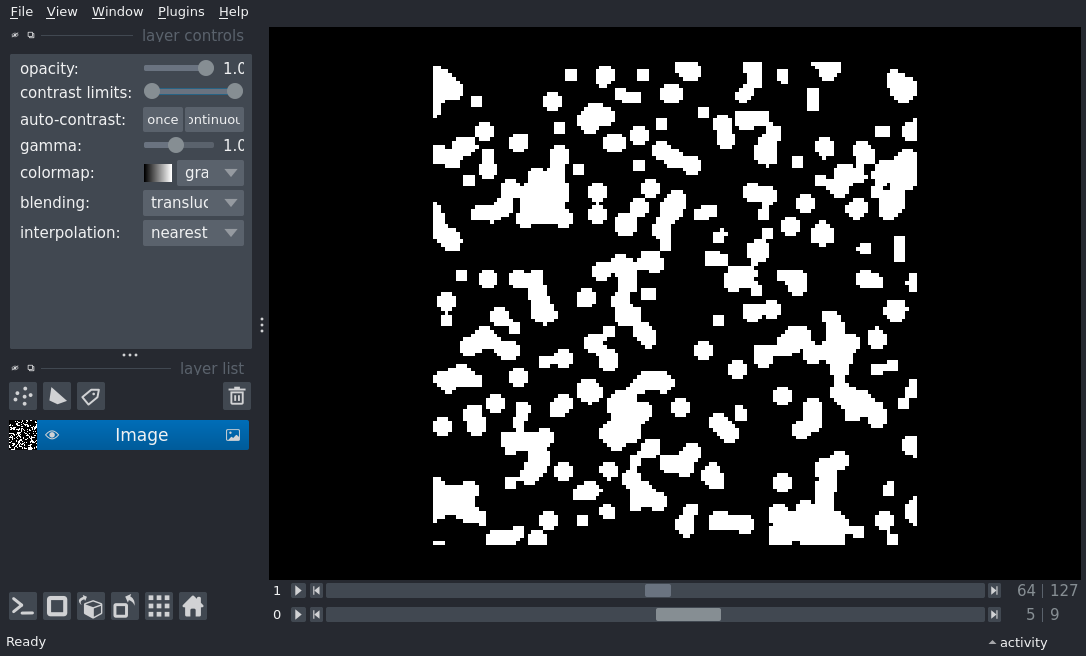 File View Window Plugins Help
layer controls
opacity: 1.0
contrast limits:
auto-contrast: once ontinuou
gamma: 1.0
colormap: gra
blending: transluc
interpolation: nearest
layer list
Image
1 64 | 127
0 5 | 9
Ready activity